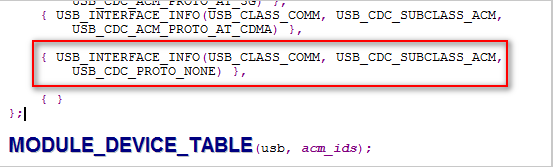 USB_CDC_ACM_PROTO_AT_3G) },
{ USB_INTERFACE_INFO(USB_CLASS_COMM, USB_CDC_SUBCLASS_ACM,
USB_CDC_ACM_PROTO_AT_CDMA) },
{ USB_INTERFACE_INFO(USB_CLASS_COMM, USB_CDC_SUBCLASS_ACM,
USB_CDC_PROTO_NONE) },
{ }
};
MODULE_DEVICE_TABLE(usb, acm_ids);